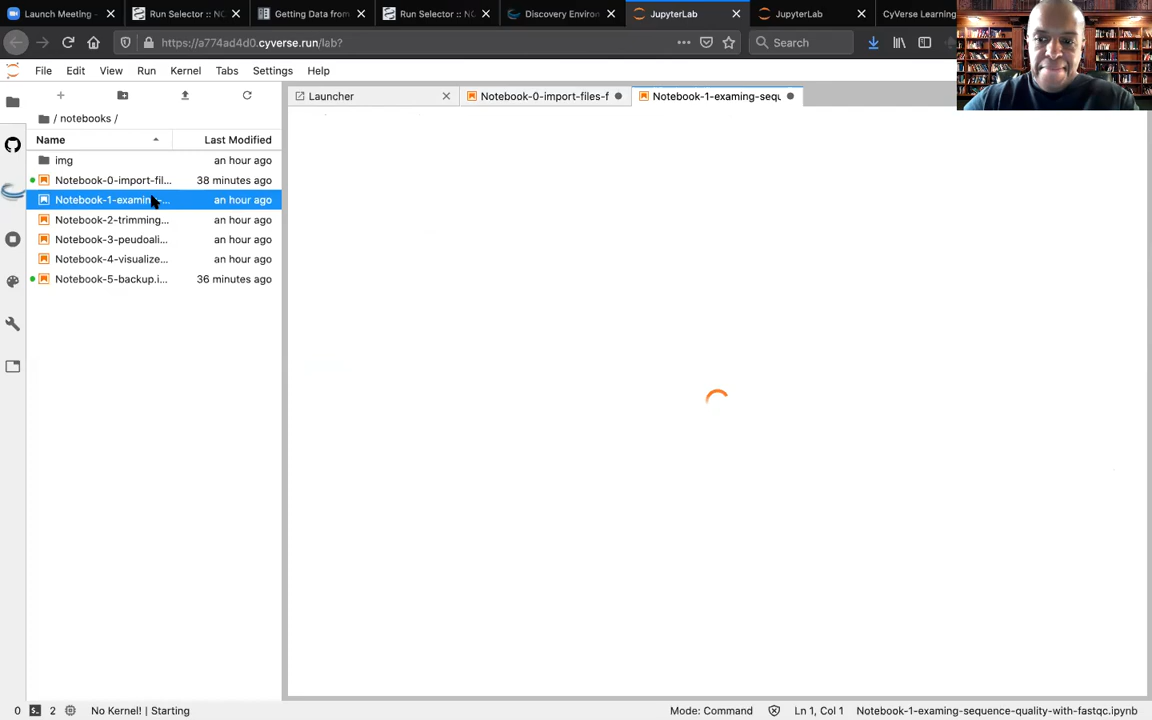 Launch Meeting -
Run Selector :: NC
Getting Data from
Run Selector :: NC
Discovery Environ
JupyterLab
JupyterLab
CyVerse Learning
https://a774ad4d0.cyverse.run/lab?
Search
File Edit View Run Kernel Tabs Settings Help
Launcher
Notebook-0-import-files-f
Notebook-1-examing-sequ
/ notebooks /
Name Last Modified
img an hour ago
Notebook-0-import-fil... 38 minutes ago
Notebook-1-examing-... an hour ago
Notebook-2-trimming... an hour ago
Notebook-3-peudoali... an hour ago
Notebook-4-visualize... an hour ago
Notebook-5-backup.i... 36 minutes ago
0 2 No Kernel! | Starting Mode: Command Ln 1, Col 1 Notebook-1-examing-sequence-quality-with-fastqc.ipynb